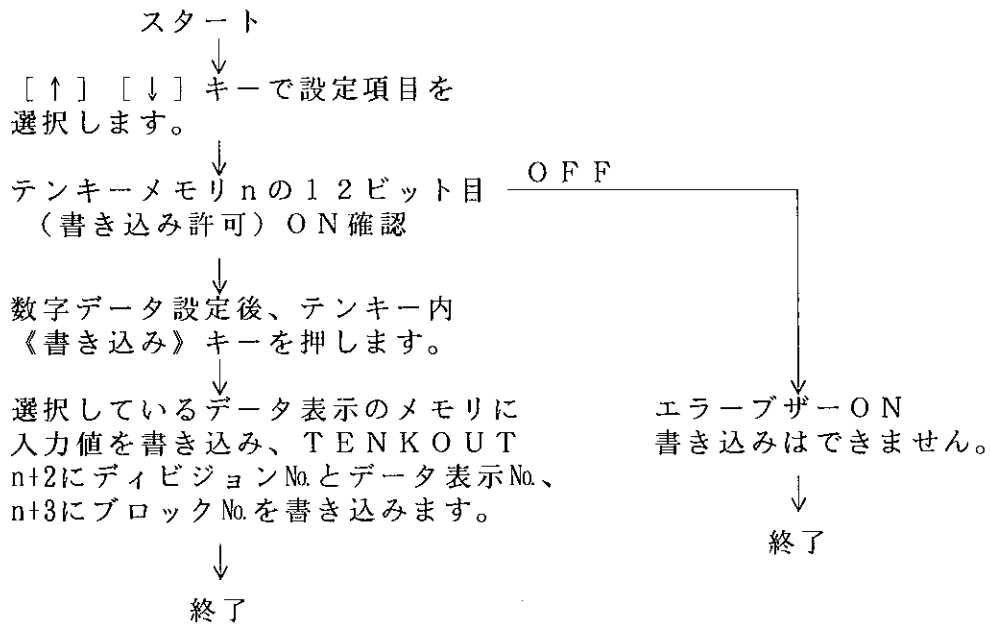 スタート
［↑］［↓］キーで設定項目を
選択します。
テンキーメモリnの１２ビット目
（書き込み許可）ＯＮ確認
ＯＦＦ
数字データ設定後、テンキー内
《書き込み》キーを押します。
選択しているデータ表示のメモリに
入力値を書き込み、ＴＥＮＫＯＵＴ
n+2にディビジョン№とデータ表示№、
n+3にブロック№を書き込みます。
終了
エラーブザーＯＮ
書き込みはできません。
終了